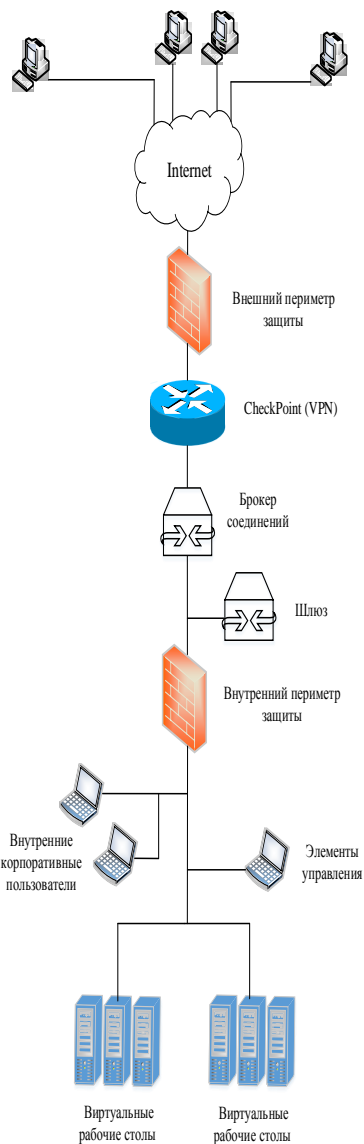 Internet
Внешний периметр
защиты
CheckPoint (VPN)
Брокер
соединений
Шлюз
Внутренний периметр
защиты
Внутренние
корпоративные
пользователи
Элементы
управления
Виртуальные
рабочие столы
Виртуальные
рабочие столы